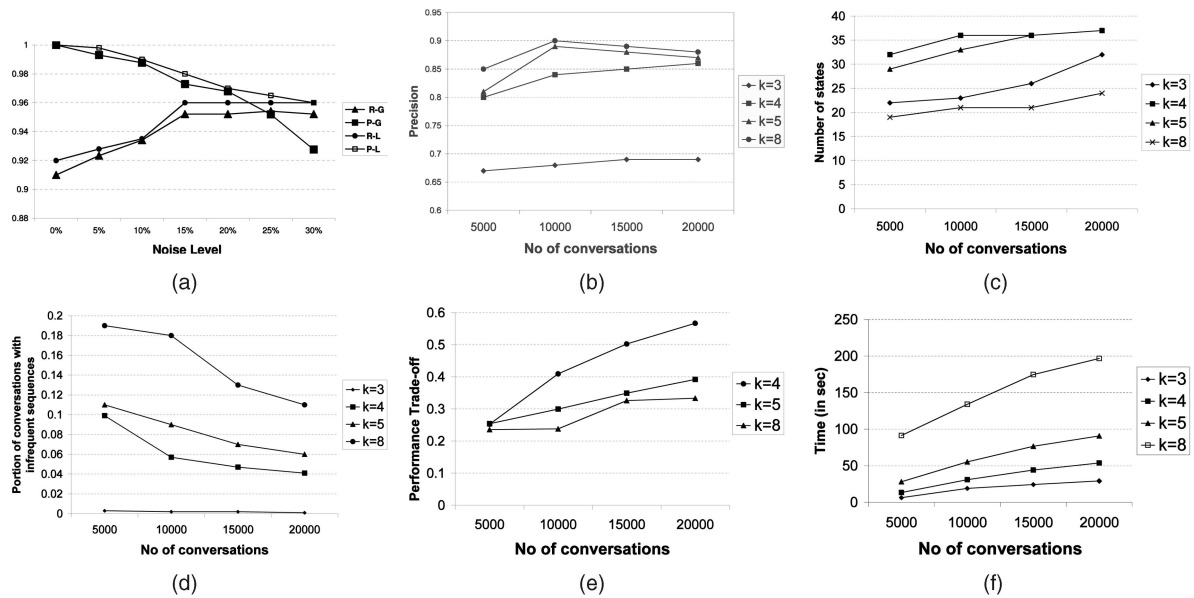 1
0.98
0.96
0.94
0.92
0.9
0.88
0% 5% 10% 15% 20% 25% 30%
Noise Level
R-G
P-G
R-L
P-L
(a)
Precision
0.95
0.9
0.85
0.8
0.75
0.7
0.65
0.6
5000 10000 15000 20000
No of conversations
k=3
k=4
k=5
k=8
(b)
Number of states
40
35
30
25
20
15
10
5
0
5000 10000 15000 20000
No of conversations
k=3
k=4
k=5
k=8
(c)
Portion of conversations with
infrequent sequences
0.2
0.18
0.16
0.14
0.12
0.1
0.08
0.06
0.04
0.02
0
5000 10000 15000 20000
No of conversations
k=3
k=4
k=5
k=8
(d)
Performance Trade-off
0.6
0.5
0.4
0.3
0.2
0.1
0
5000 10000 15000 20000
No of conversations
k=4
k=5
k=8
(e)
Time (in sec)
250
200
150
100
50
0
5000 10000 15000 20000
No of conversations
k=3
k=4
k=5
k=8
(f)